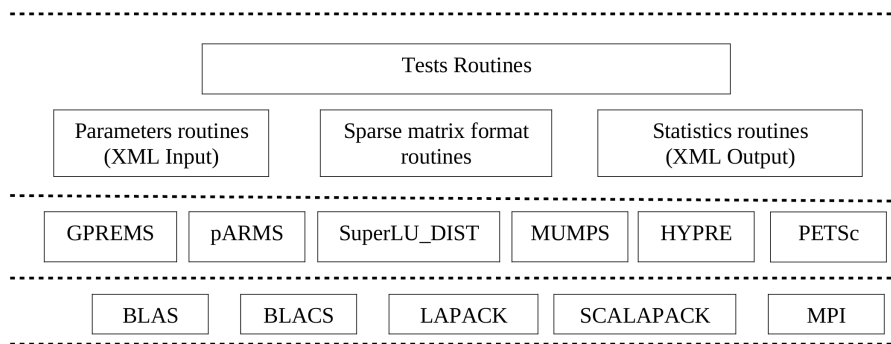 Tests Routines
Parameters routines
(XML Input)
Sparse matrix format
routines
Statistics routines
(XML Output)
GPREMS
pARMS
SuperLU_DIST
MUMPS
HYPRE
PETSc
BLAS
BLACS
LAPACK
SCALAPACK
MPI